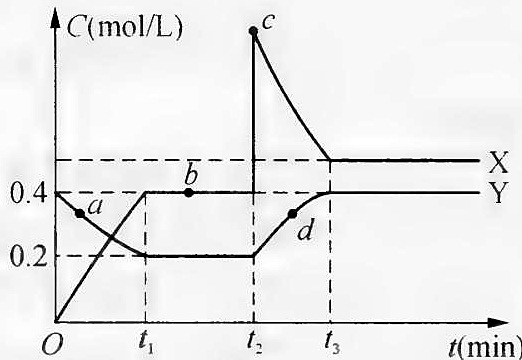 C(mol/L)
c
X
b
0.4
Y
a
d
0.2
O
t₁
t₂
t₃
t(min)